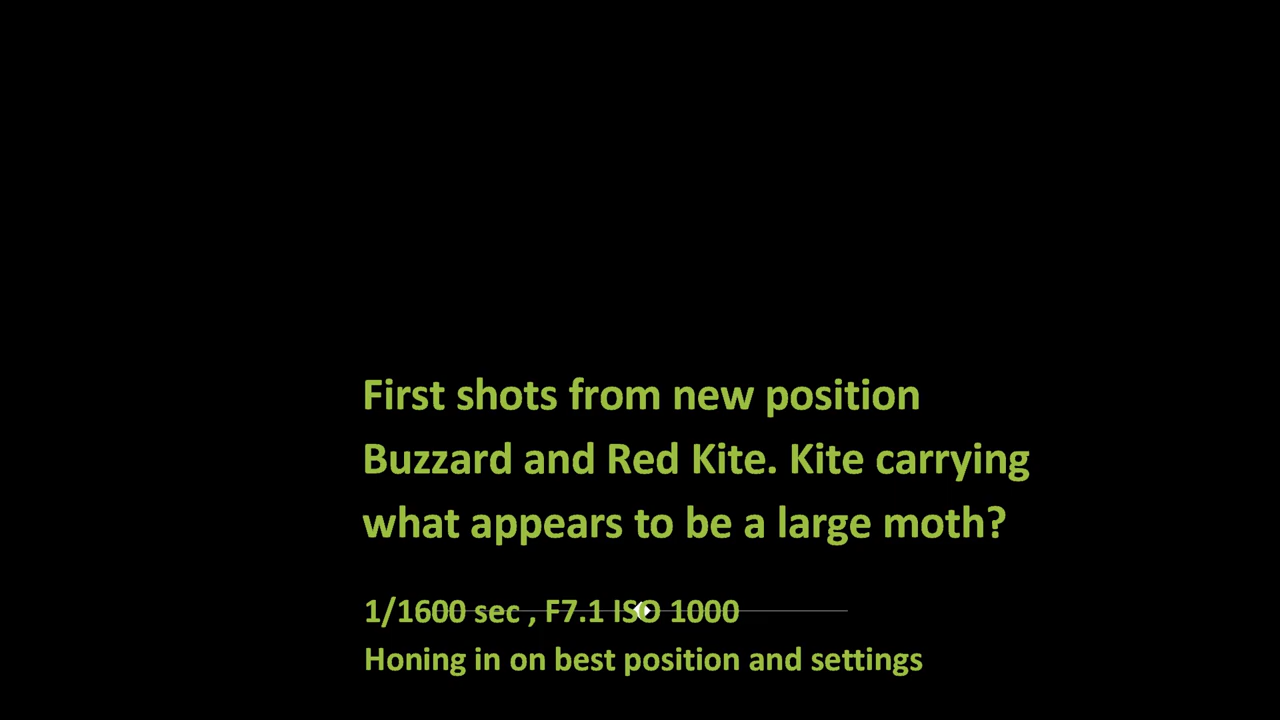 First shots from new position
Buzzard and Red Kite. Kite carrying
what appears to be a large moth?
1/1600 sec , F7.1 ISO 1000
Honing in on best position and settings